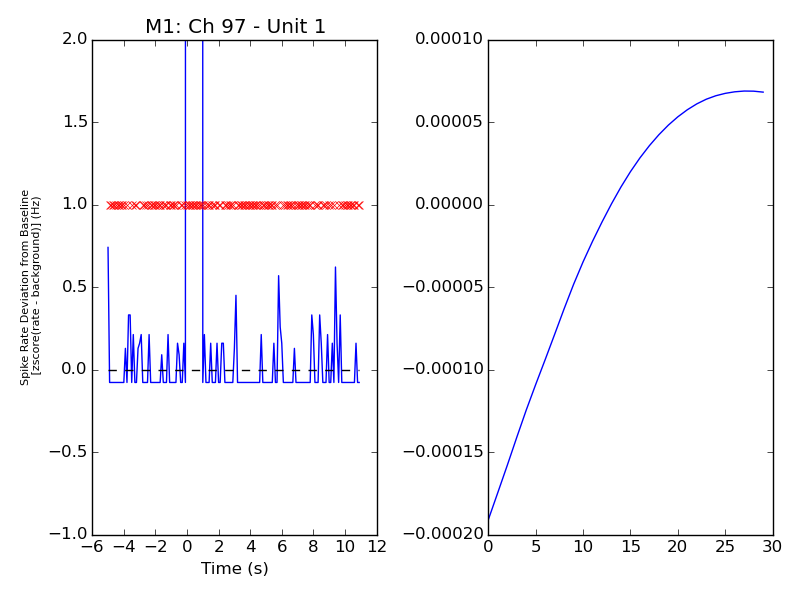 M1: Ch 97 - Unit 1
2.0
1.5
1.0
0.5
0.0
−0.5
−1.0
Spike Rate Deviation from Baseline
[zscore(rate - background)] (Hz)
−6 −4 −2 0 2 4 6 8 10 12
Time (s)
0.00010
0.00005
0.00000
−0.00005
−0.00010
−0.00015
−0.00020
0 5 10 15 20 25 30